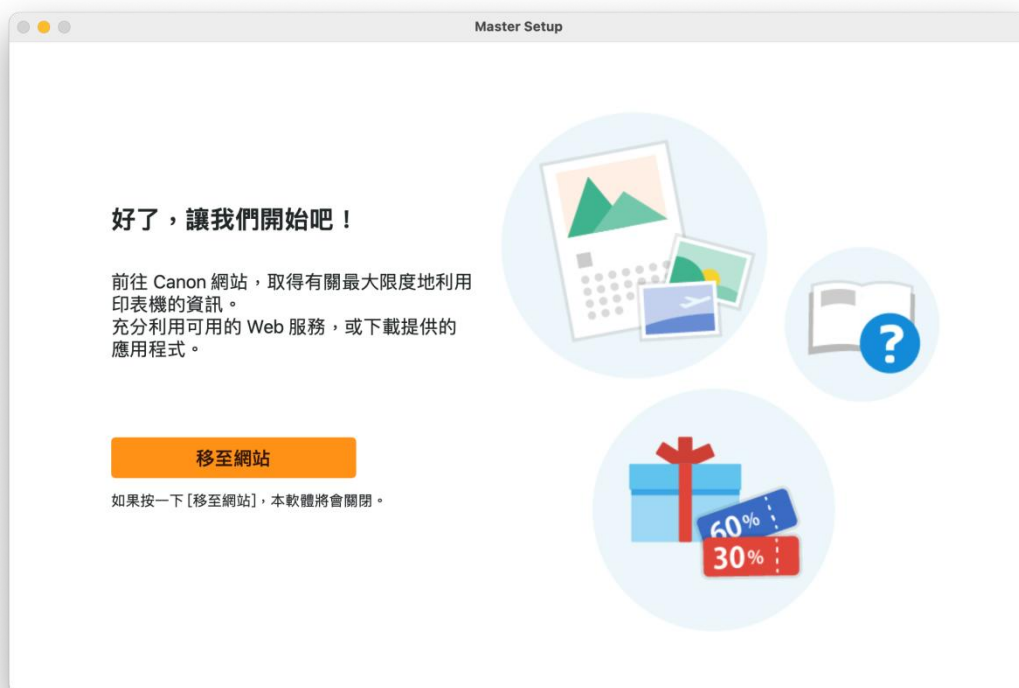 Master Setup
好了，讓我們開始吧！
前往 Canon 網站，取得有關最大限度地利用
印表機的資訊。
充分利用可用的 Web 服務，或下載提供的
應用程式。
移至網站
如果按一下 [移至網站]，本軟體將會關閉。
?
60%
30%